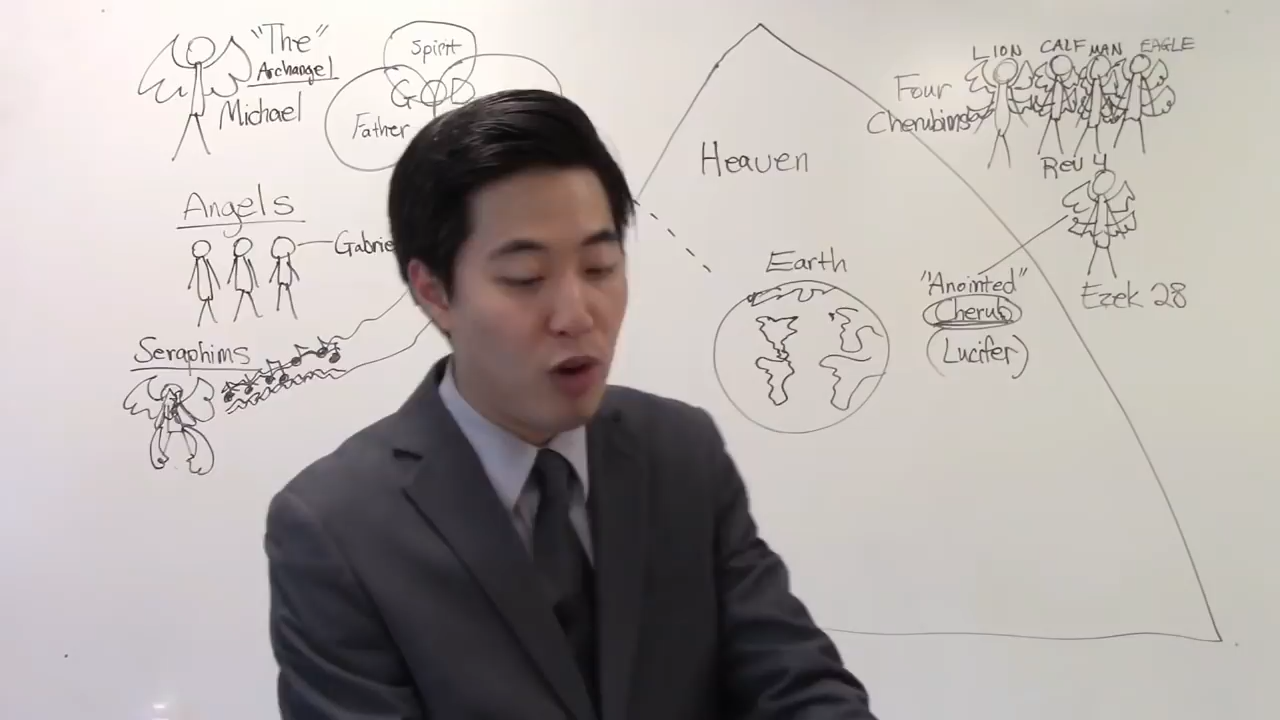 "The"
Archangel
Michael
Spirit
GOD
Father
Angels
Seraphims
Heaven
Earth
LION CALF MAN EAGLE
Four
Cherubims
Rev 4
"Anointed"
Cherub
(Lucifer)
Ezek 28